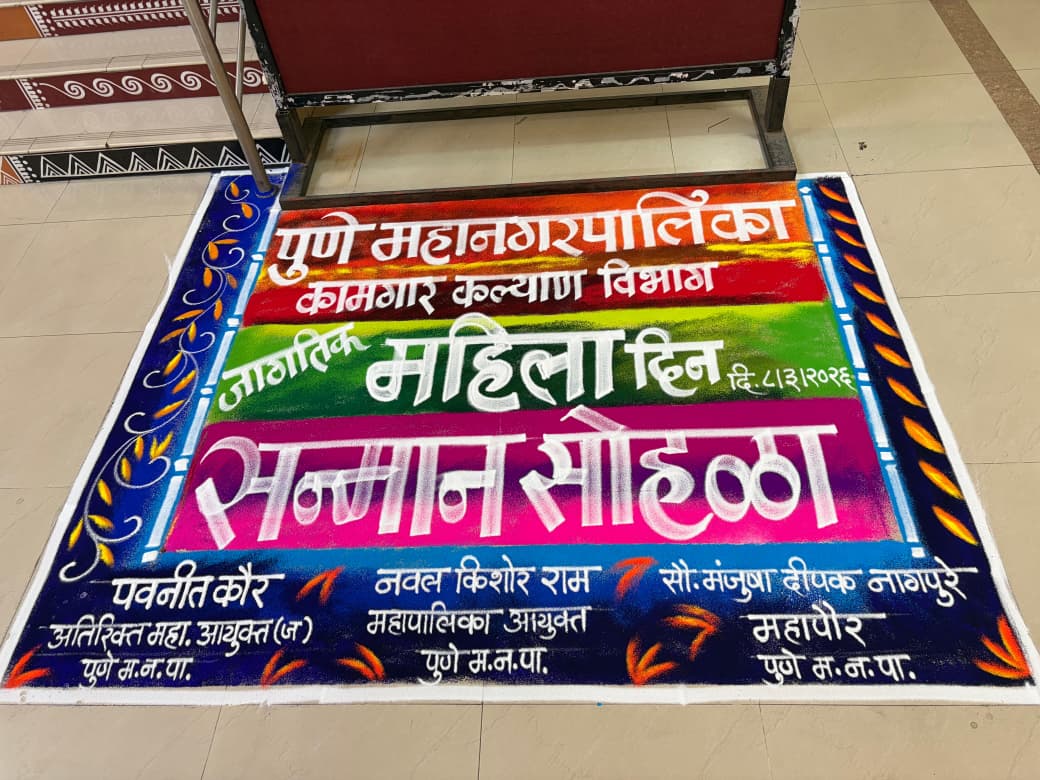 पुणे महानगरपालिका
कामगार कल्याण विभाग
जागतिक महिला दिन दि. ८।३।२०२६
सन्मान सोहळा
पवनीत कौर
अतिरिक्त महा. आयुक्त (ज)
पुणे म.न.पा.
नवल किशोर राम
महापालिका आयुक्त
पुणे म.न.पा.
सौ. मंजुषा दीपक नागपुरे
महापौर
पुणे म.न.पा.